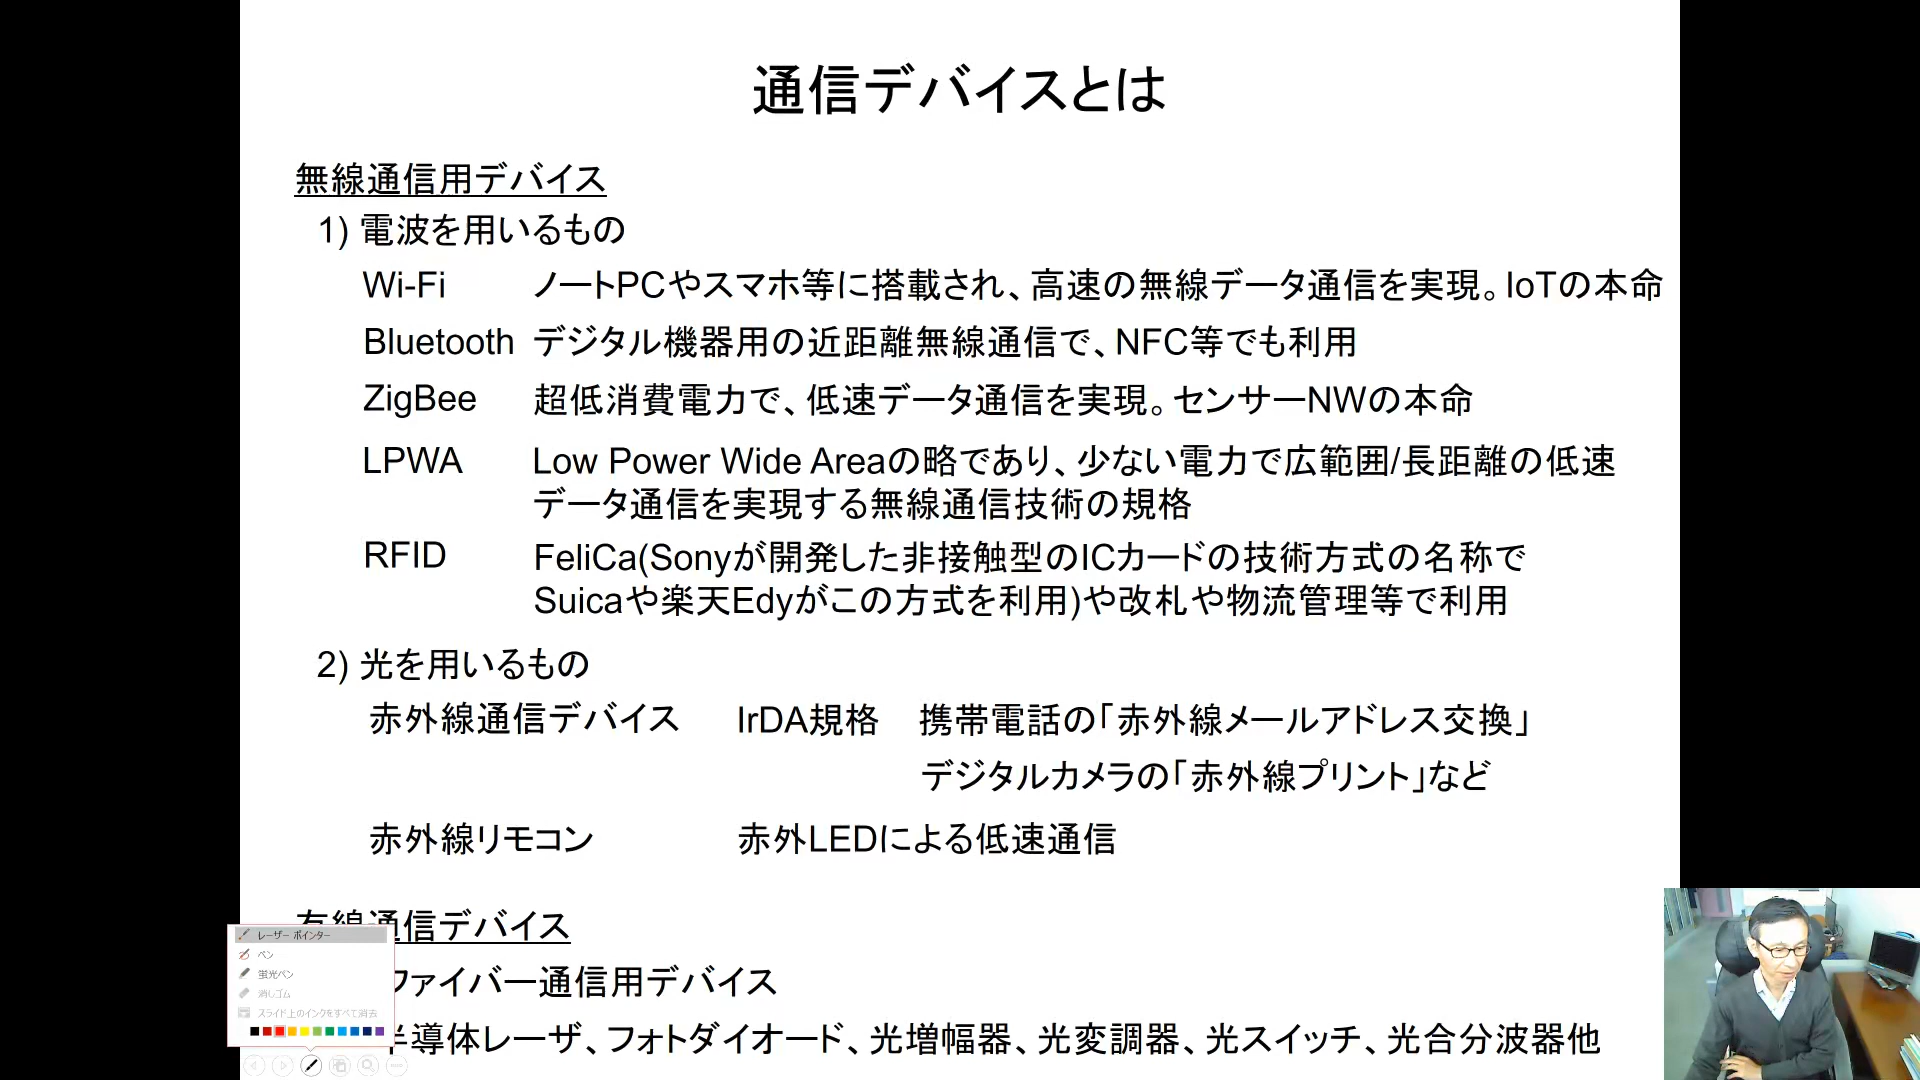 通信デバイスとは
無線通信用デバイス
1) 電波を用いるもの
Wi-Fi ノートPCやスマホ等に搭載され、高速の無線データ通信を実現。IoTの本命
Bluetooth デジタル機器用の近距離無線通信で、NFC等でも利用
ZigBee 超低消費電力で、低速データ通信を実現。センサーNWの本命
LPWA Low Power Wide Areaの略であり、少ない電力で広範囲/長距離の低速
データ通信を実現する無線通信技術の規格
RFID FeliCa(Sonyが開発した非接触型のICカードの技術方式の名称で
Suicaや楽天Edyがこの方式を利用)や改札や物流管理等で利用
2) 光を用いるもの
赤外線通信デバイス IrDA規格 携帯電話の「赤外線メールアドレス交換」
デジタルカメラの「赤外線プリント」など
赤外線リモコン 赤外LEDによる低速通信
有線通信デバイス
ファイバー通信用デバイス
半導体レーザ、フォトダイオード、光増幅器、光変調器、光スイッチ、光合分波器他
レーザー ポインター
ペン
蛍光ペン
消しゴム
スライド上のインクをすべて消去